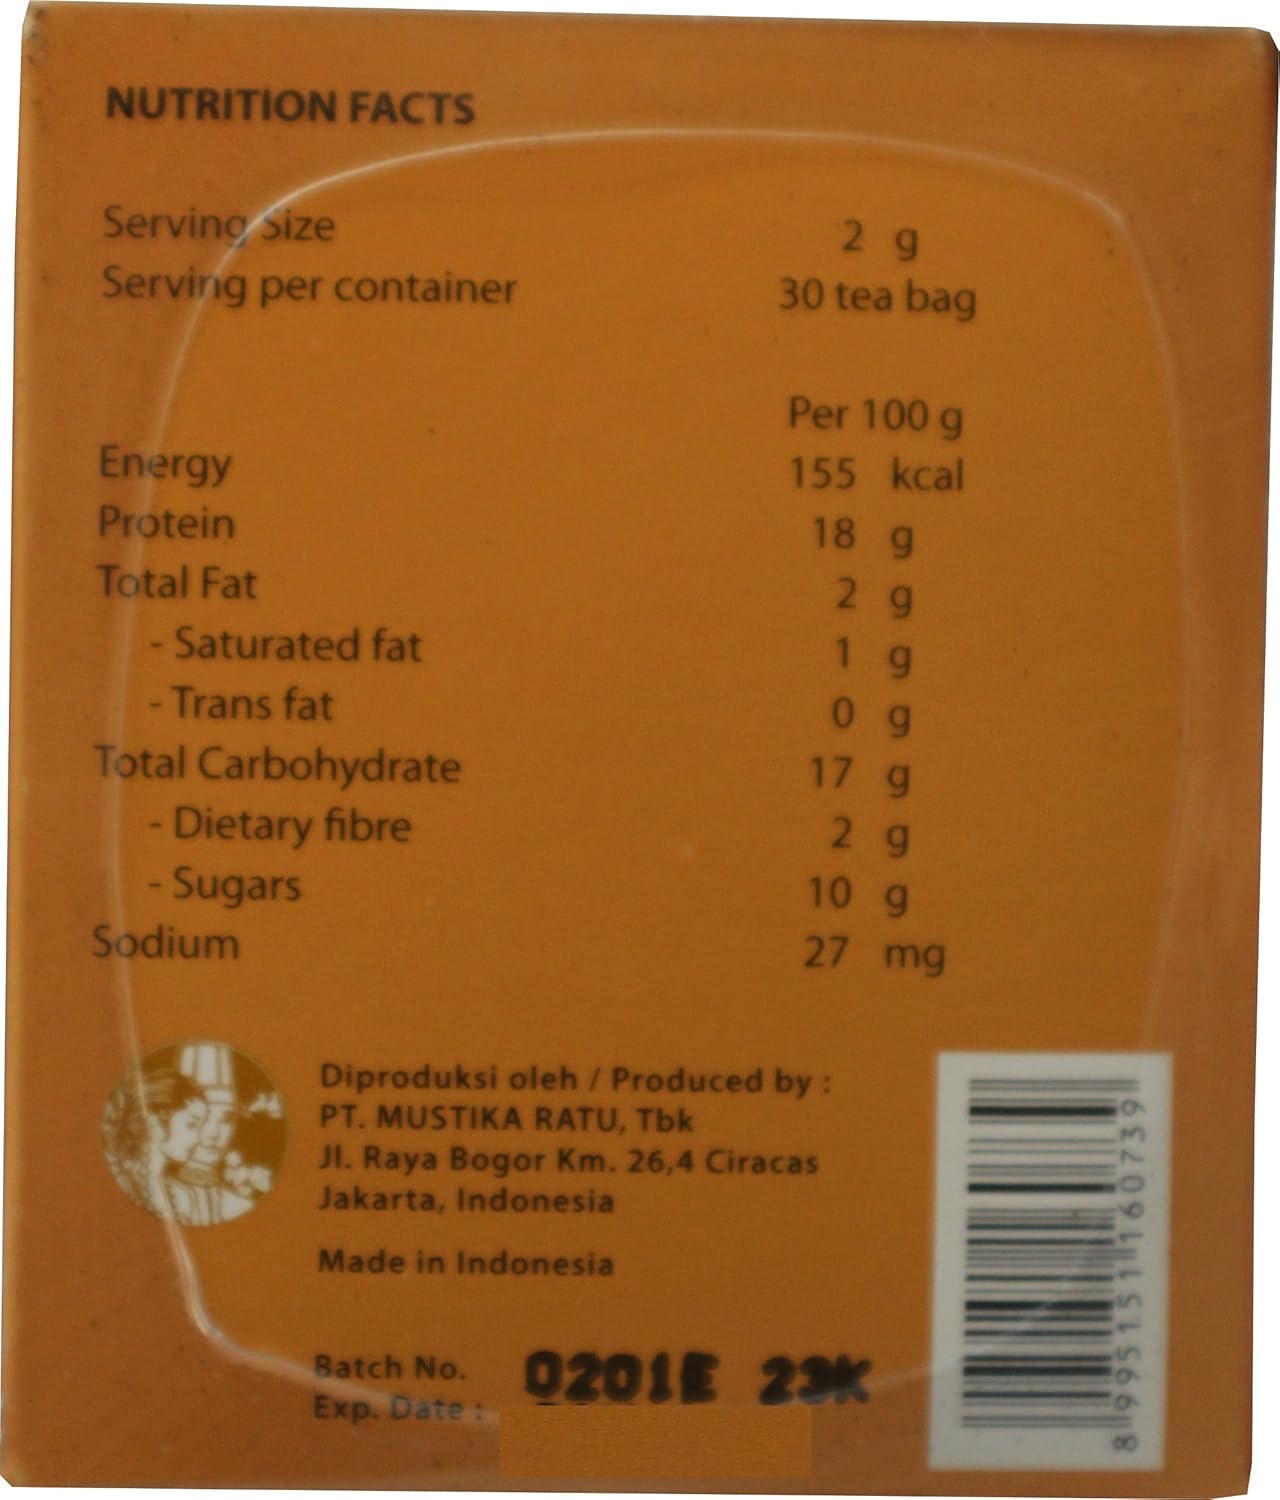 NUTRITION FACTS
Serving Size 2 g
Serving per container 30 tea bag
Per 100 g
Energy 155 kcal
Protein 18 g
Total Fat 2 g
- Saturated fat 1 g
- Trans fat 0 g
Total Carbohydrate 17 g
- Dietary fibre 2 g
- Sugars 10 g
Sodium 27 mg
Diproduksi oleh / Produced by :
PT. MUSTIKA RATU, Tbk
Jl. Raya Bogor Km. 26,4 Ciracas
Jakarta, Indonesia
Made in Indonesia
Batch No. 0201E 23K
Exp. Date :
8 995151 160739